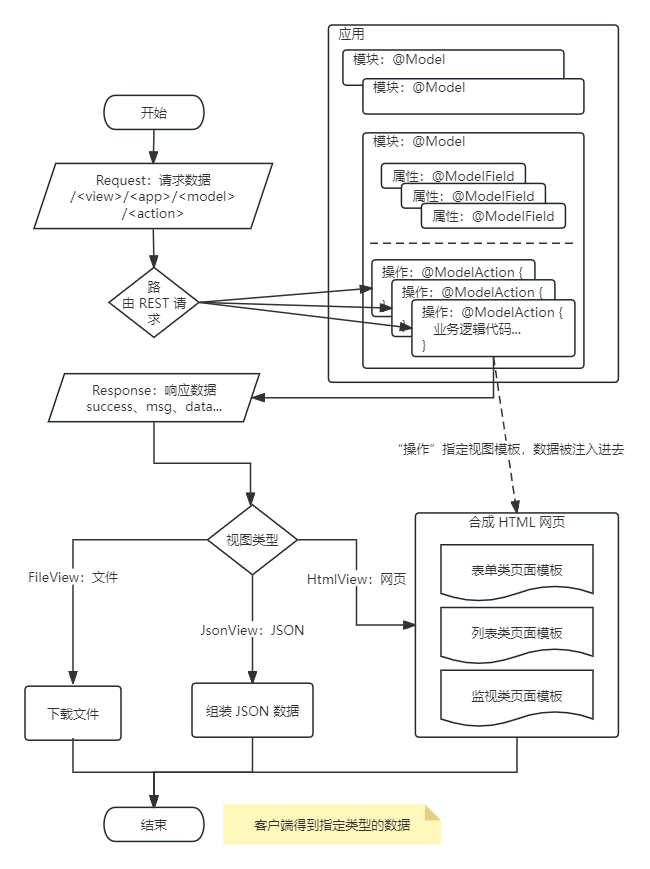 应用
模块：@Model
模块：@Model
开始
模块：@Model
Request：请求数据
/<view>/<app>/<model>
/<action>
属性：@ModelField
属性：@ModelField
属性：@ModelField
路
由 REST 请
求
操作：@ModelAction {
}
操作：@ModelAction {
}
操作：@ModelAction {
业务逻辑代码...
}
Response：响应数据
success、msg、data...
“操作”指定视图模板，数据被注入进去
视图类型
合成 HTML 网页
FileView：文件
HtmlView：网页
JsonView：JSON
表单类页面模板
列表类页面模板
监视类页面模板
下载文件
组装 JSON 数据
结束
客户端得到指定类型的数据